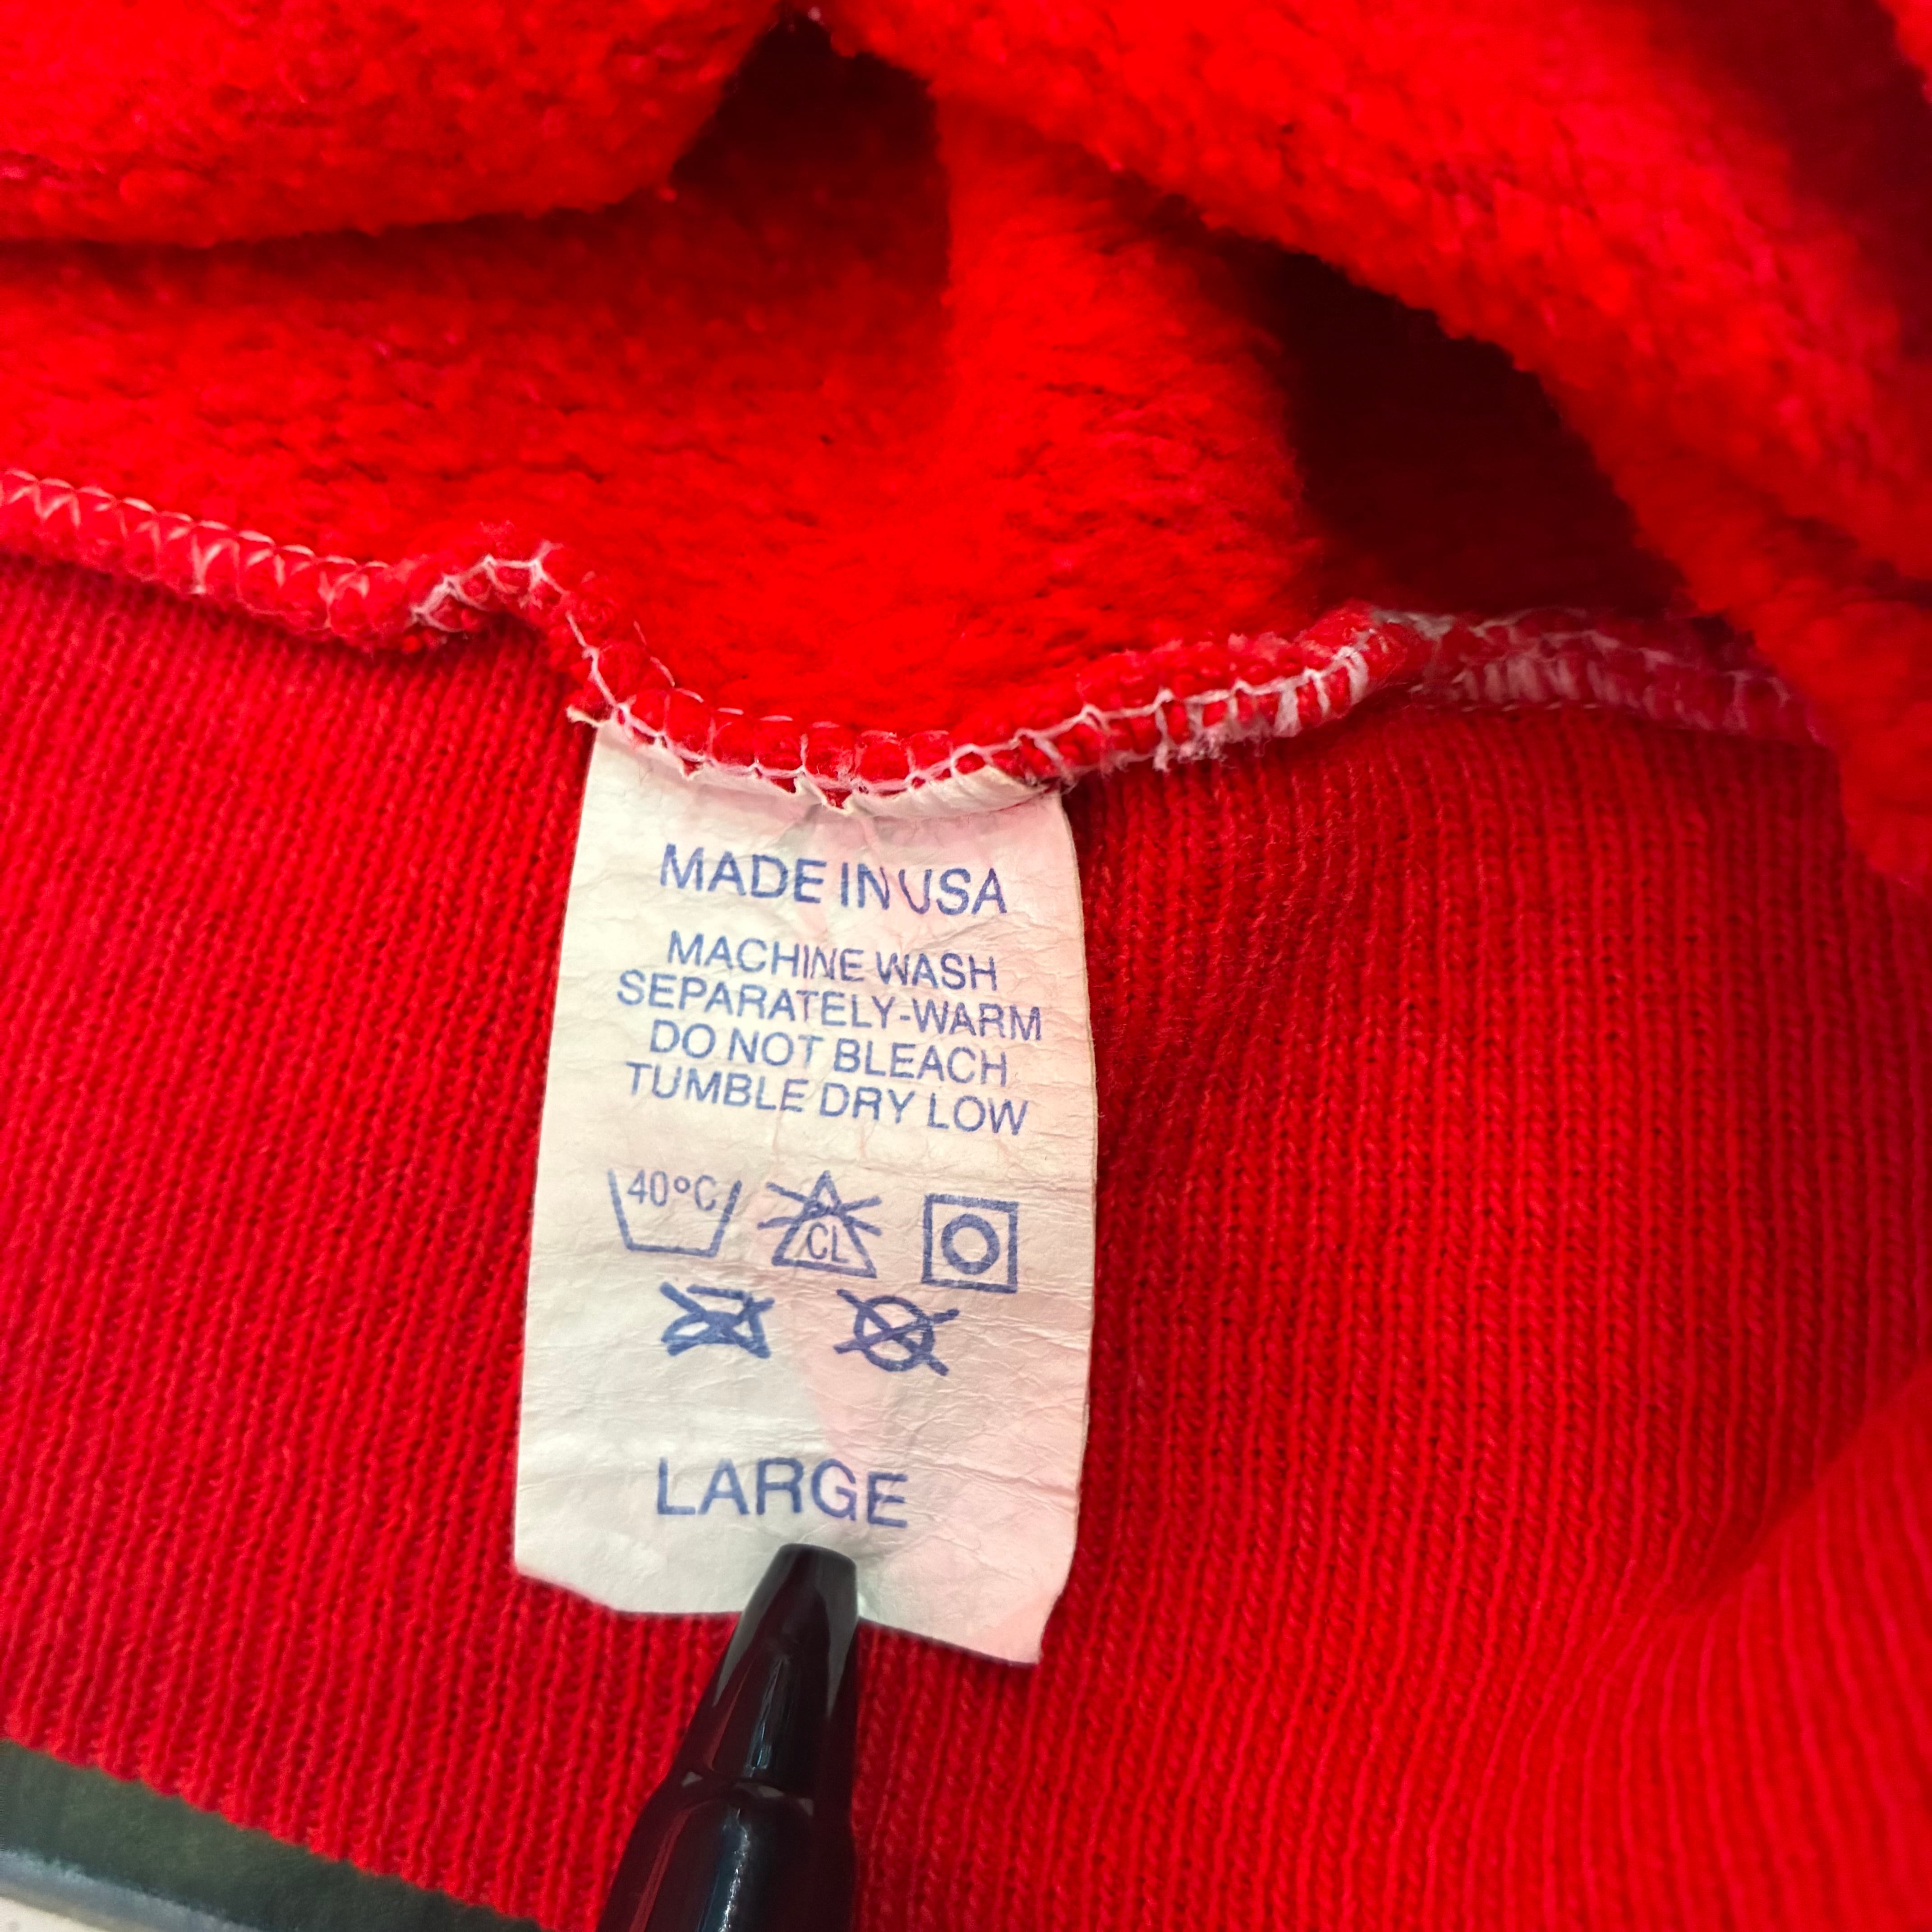 MADE IN USA
MACHINE WASH
SEPARATELY-WARM
DO NOT BLEACH
TUMBLE DRY LOW
40°C
CL
LARGE